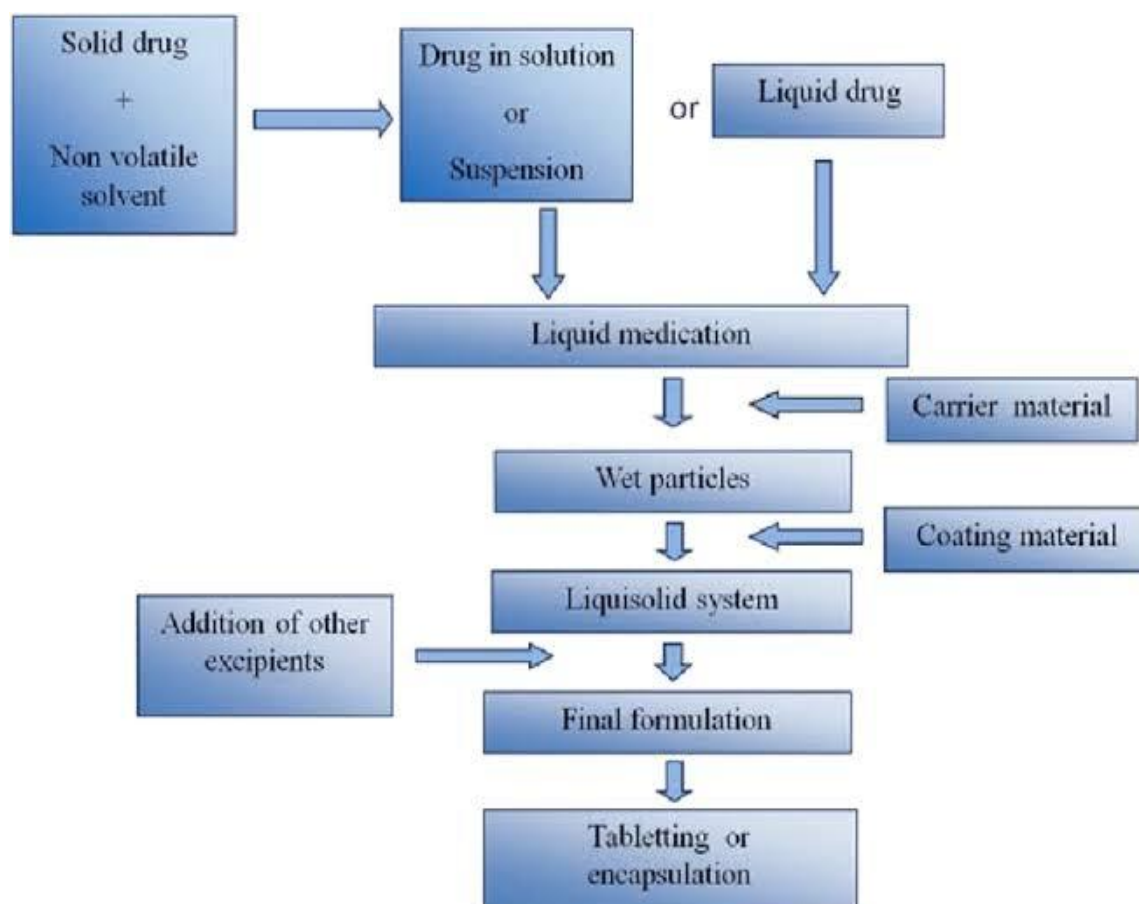 Solid drug
+
Non volatile
solvent
Drug in solution
or
Suspension
or
Liquid drug
Liquid medication
Carrier material
Wet particles
Coating material
Liquisolid system
Addition of other
excipients
Final formulation
Tabletting or
encapsulation